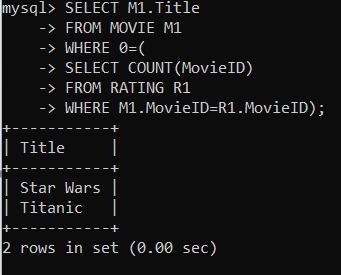 mysql> SELECT M1.Title
    -> FROM MOVIE M1
    -> WHERE 0=(
    -> SELECT COUNT(MovieID)
    -> FROM RATING R1
    -> WHERE M1.MovieID=R1.MovieID);
+-----------+
| Title     |
+-----------+
| Star Wars |
| Titanic   |
+-----------+
2 rows in set (0.00 sec)